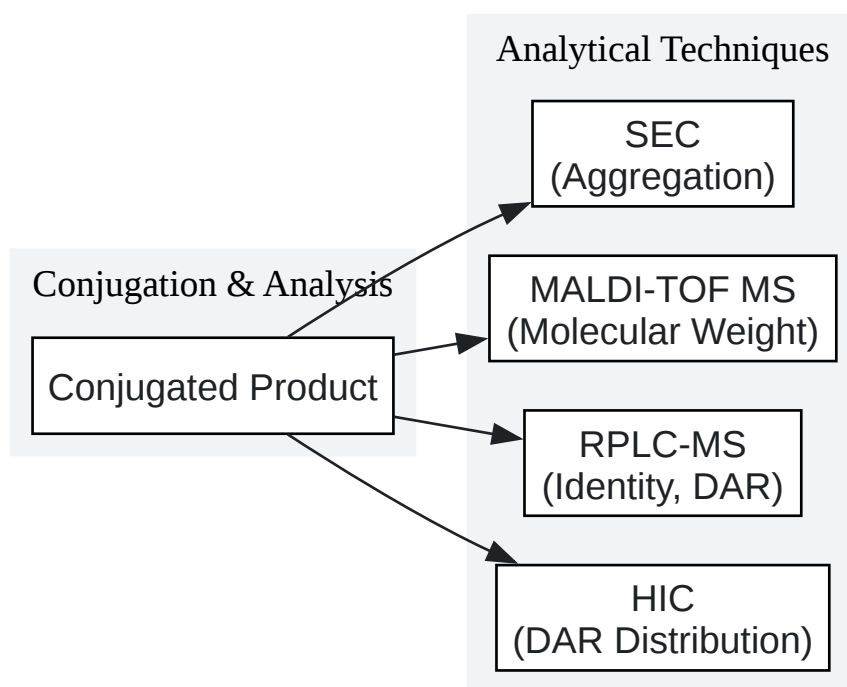 Analytical Techniques
SEC
(Aggregation)
Conjugation & Analysis
MALDI-TOF MS
(Molecular Weight)
Conjugated Product
RPLC-MS
(Identity, DAR)
HIC
(DAR Distribution)